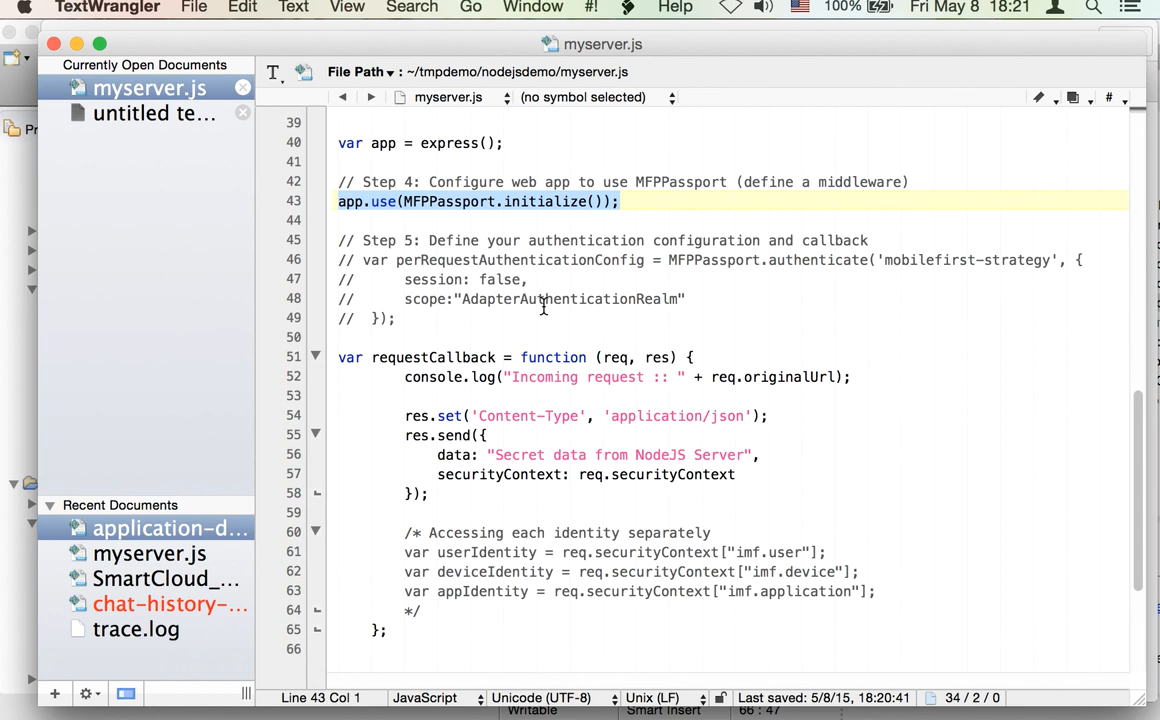 TextWrangler File Edit Text View Search Go Window #! Help 100% Fri May 8 18:21
myserver.js
Currently Open Documents
myserver.js
untitled te...
File Path : ~/tmpdemo/nodejsdemo/myserver.js
myserver.js (no symbol selected) #
39
40 var app = express();
41
42 // Step 4: Configure web app to use MFPPassport (define a middleware)
43 app.use(MFPPassport.initialize());
44
45 // Step 5: Define your authentication configuration and callback
46 // var perRequestAuthenticationConfig = MFPPassport.authenticate('mobilefirst-strategy', {
47 // session: false,
48 // scope:"AdapterAuthenticationRealm"
49 // });
50
51 var requestCallback = function (req, res) {
52 console.log("Incoming request :: " + req.originalUrl);
53
54 res.set('Content-Type', 'application/json');
55 res.send({
56 data: "Secret data from NodeJS Server",
57 securityContext: req.securityContext
58 });
59
60 /* Accessing each identity separately
61 var userIdentity = req.securityContext["imf.user"];
62 var deviceIdentity = req.securityContext["imf.device"];
63 var appIdentity = req.securityContext["imf.application"];
64 */
65 };
66
Pr
Recent Documents
application-d...
myserver.js
SmartCloud_...
chat-history-...
trace.log
Line 43 Col 1 JavaScript Unicode (UTF-8) Unix (LF) Last saved: 5/8/15, 18:20:41 34 / 2 / 0
Writable Smart Insert 66 : 47